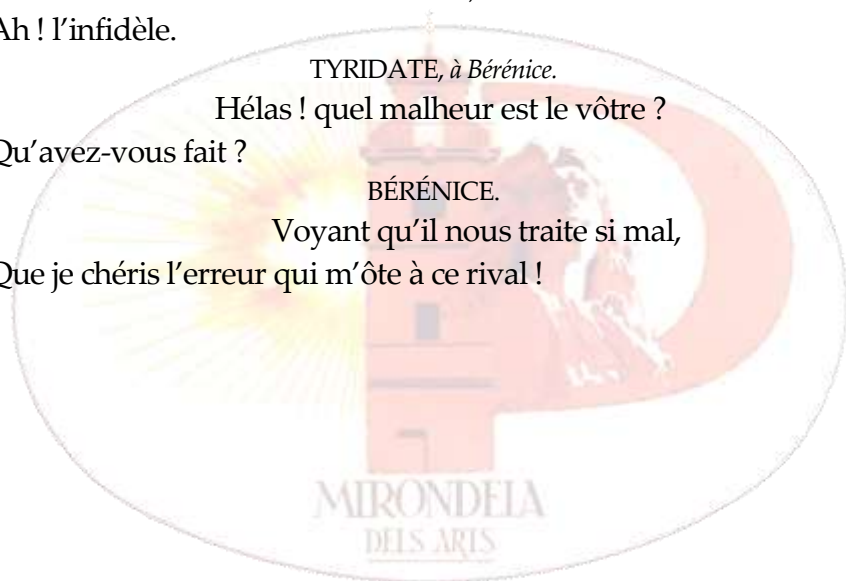 Ah ! l’infidèle.
TYRIDATE, à Bérénice.
Hélas ! quel malheur est le vôtre ?
Qu’avez-vous fait ?
BÉRÉNICE.
Voyant qu’il nous traite si mal,
Que je chéris l’erreur qui m’ôte à ce rival !
MIRONDELA
DELS ARTS